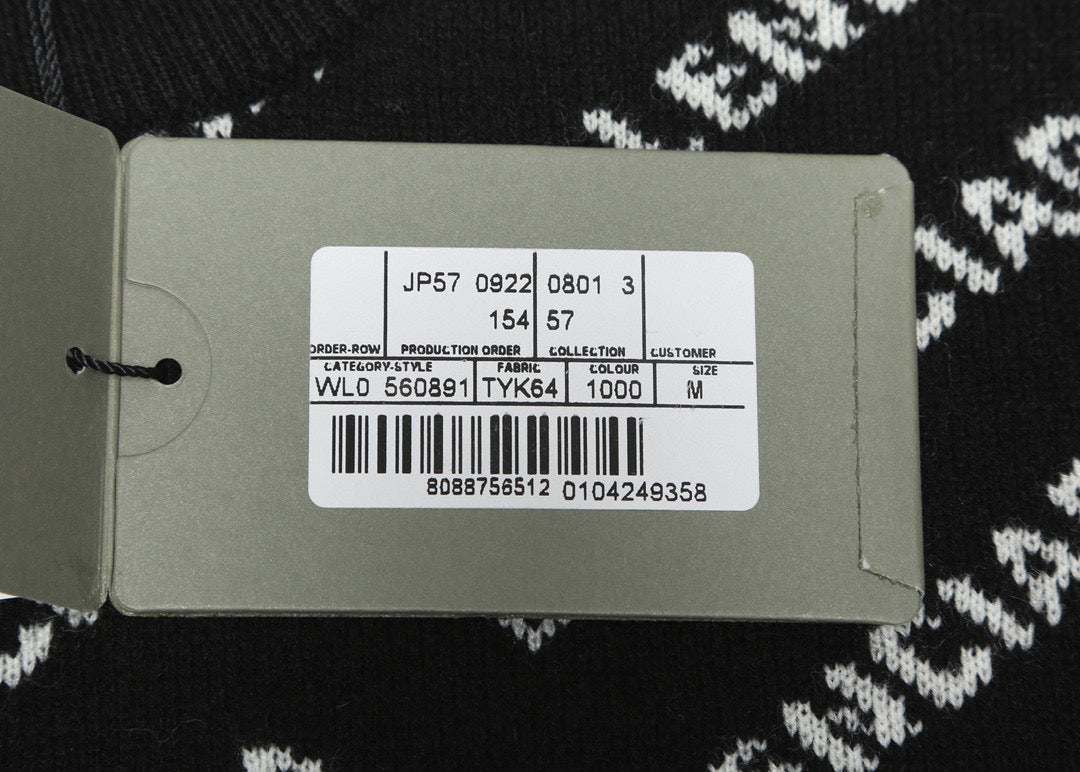 JP57 0922 0801 3
154 57
ORDER-ROW PRODUCTION ORDER COLLECTION CUSTOMER
CATEGORY-STYLE FABRIC COLOUR SIZE
WL0 560891 TYK64 1000 M
8088756512 0104249358